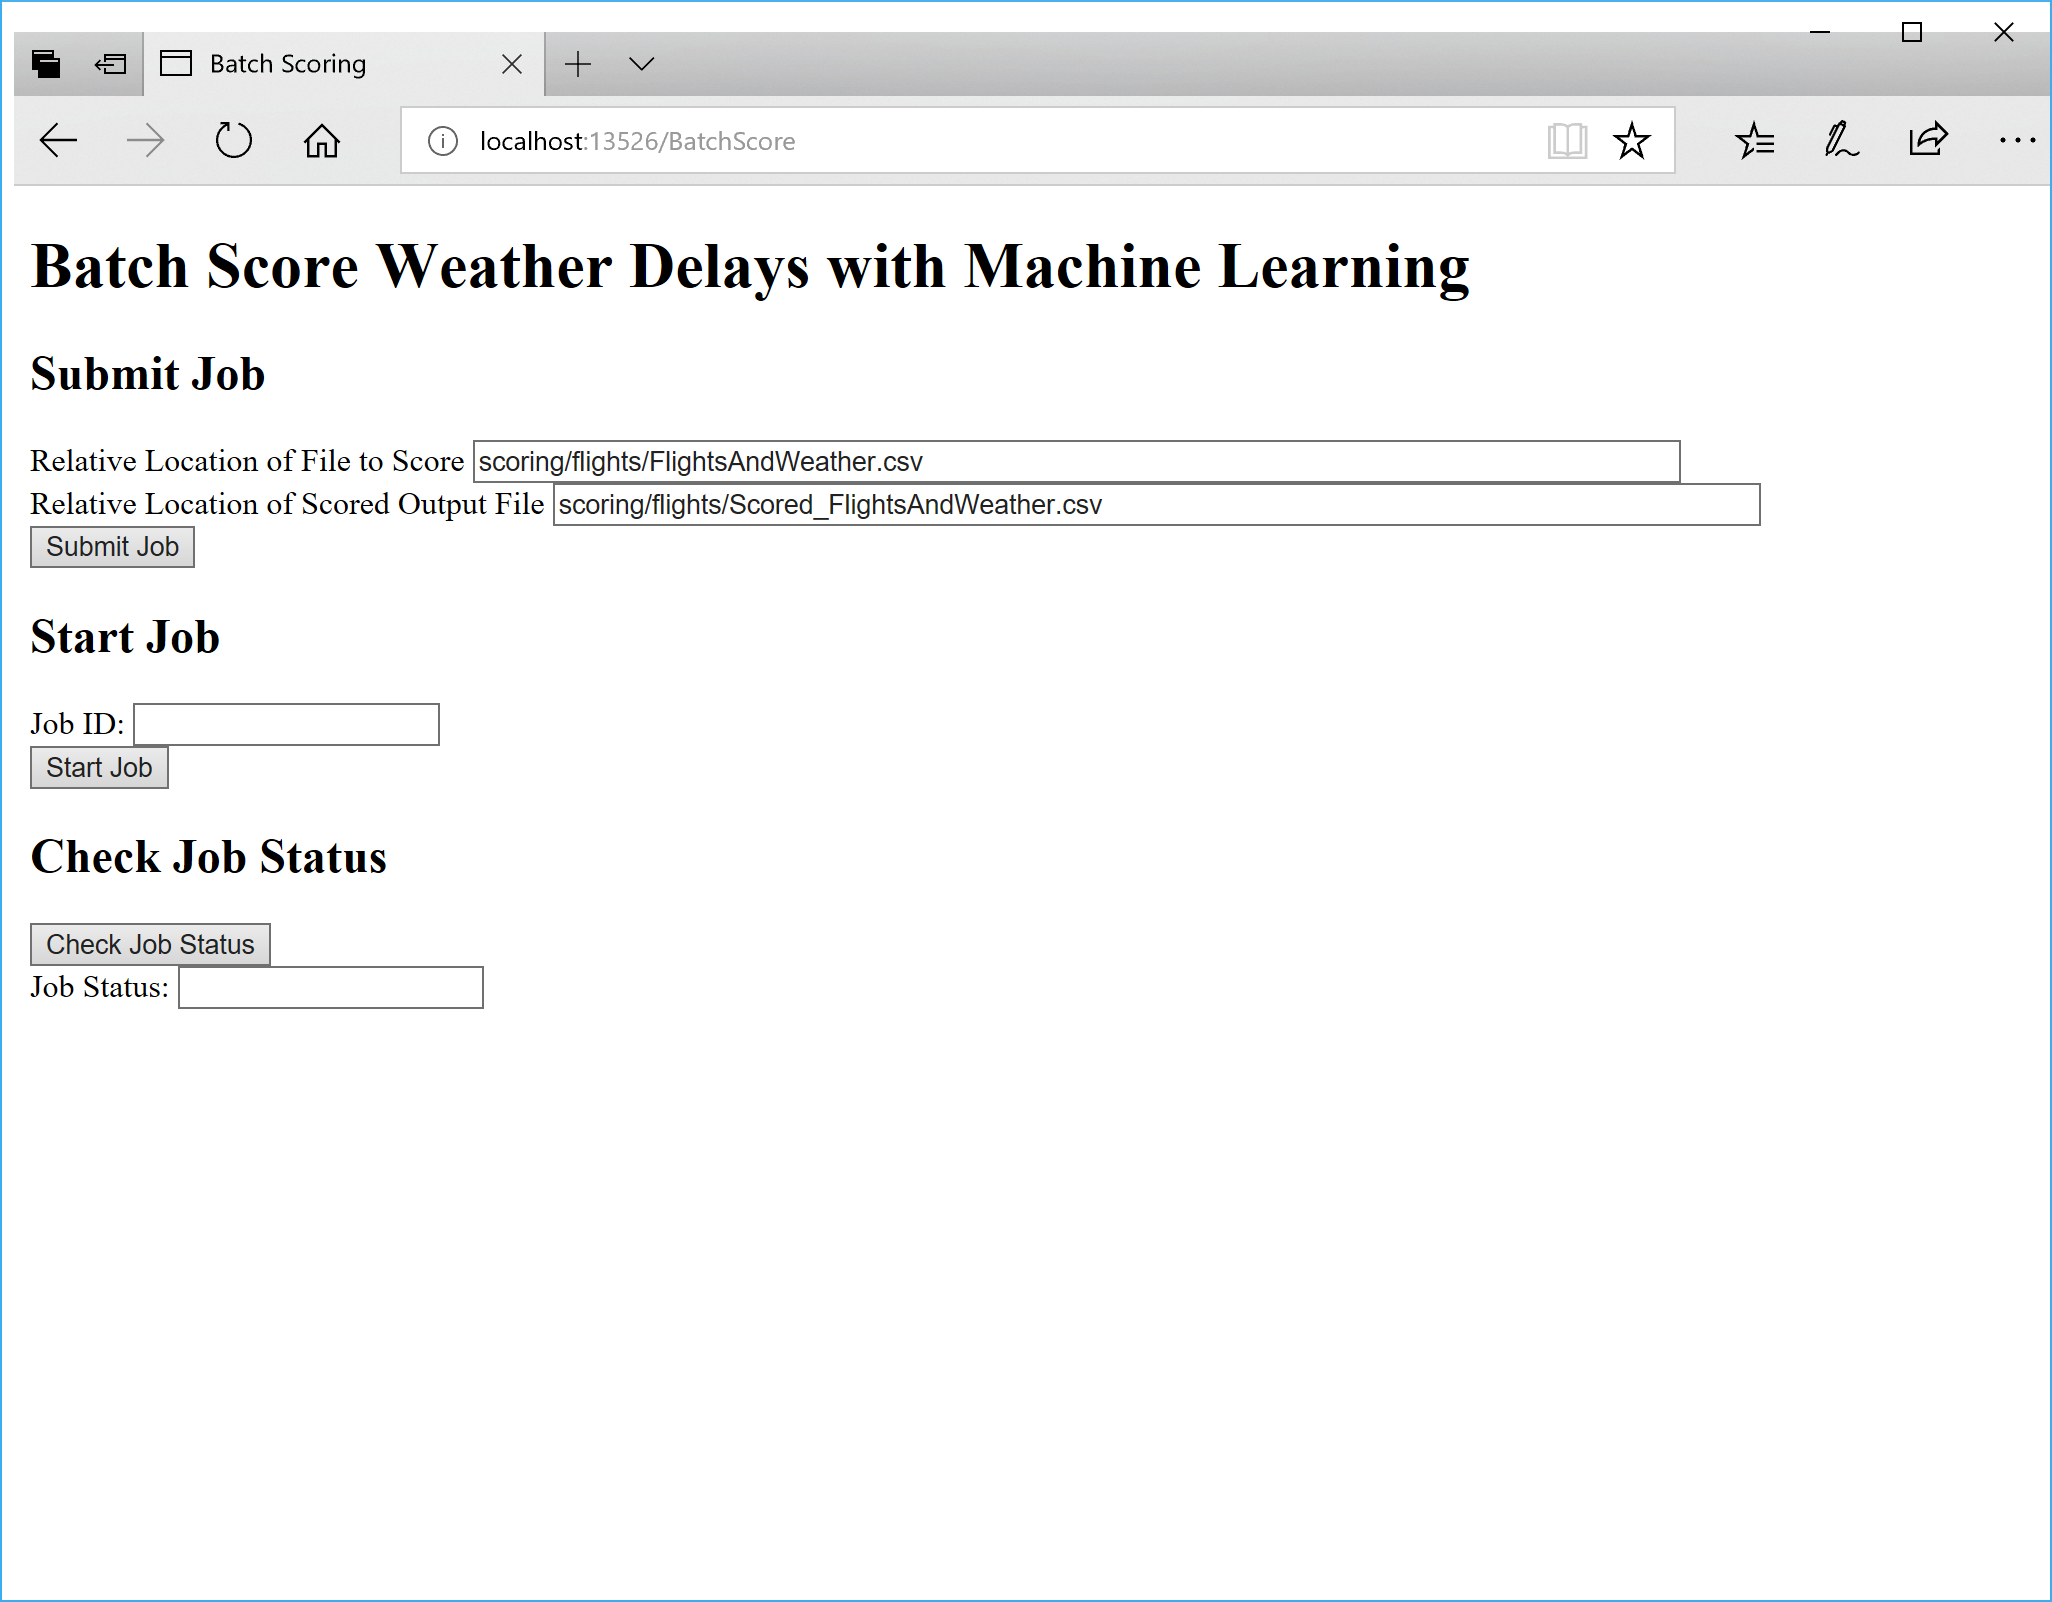 Batch Scoring
localhost:13526/BatchScore
Batch Score Weather Delays with Machine Learning
Submit Job
Relative Location of File to Score scoring/flights/FlightsAndWeather.csv
Relative Location of Scored Output File scoring/flights/Scored_FlightsAndWeather.csv
Submit Job
Start Job
Job ID:
Start Job
Check Job Status
Check Job Status
Job Status: